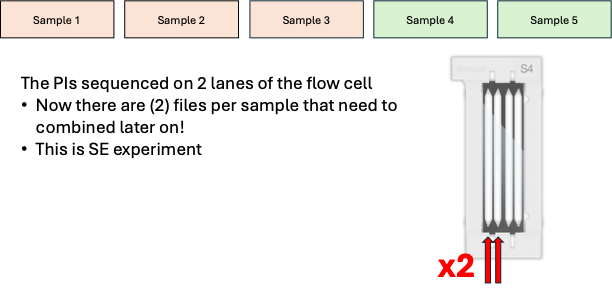 Sample 1
Sample 2
Sample 3
Sample 4
Sample 5
The PIs sequenced on 2 lanes of the flow cell
• Now there are (2) files per sample that need to
combined later on!
• This is SE experiment
S4
x2